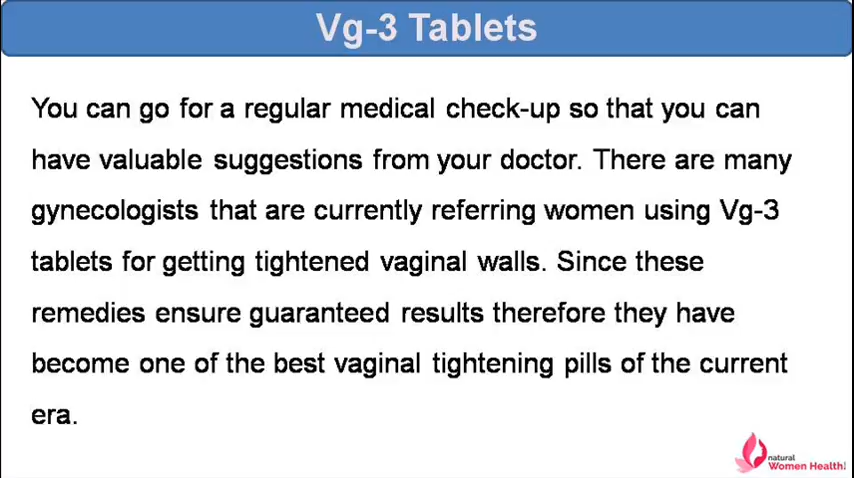 Vg-3 Tablets
You can go for a regular medical check-up so that you can
have valuable suggestions from your doctor. There are many
gynecologists that are currently referring women using Vg-3
tablets for getting tightened vaginal walls. Since these
remedies ensure guaranteed results therefore they have
become one of the best vaginal tightening pills of the current
era.
natural
Women Health!